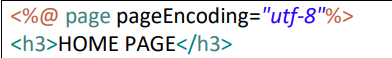 <%@ page pageEncoding="utf-8"%>
<h3>HOME PAGE</h3>